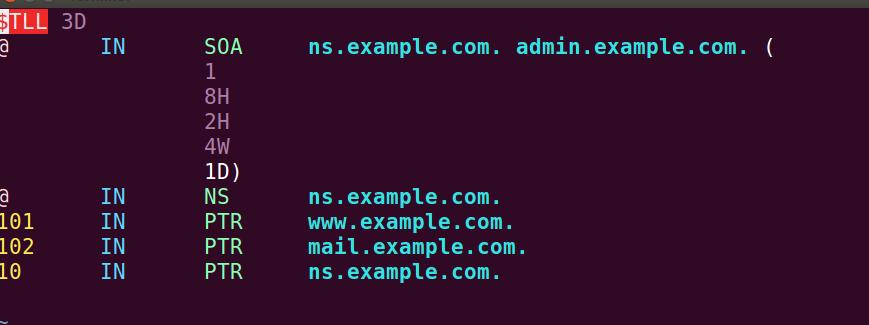 $TLL 3D
@ IN SOA ns.example.com. admin.example.com. (
1
8H
2H
4W
1D)
@ IN NS ns.example.com.
101 IN PTR www.example.com.
102 IN PTR mail.example.com.
10 IN PTR ns.example.com.
~